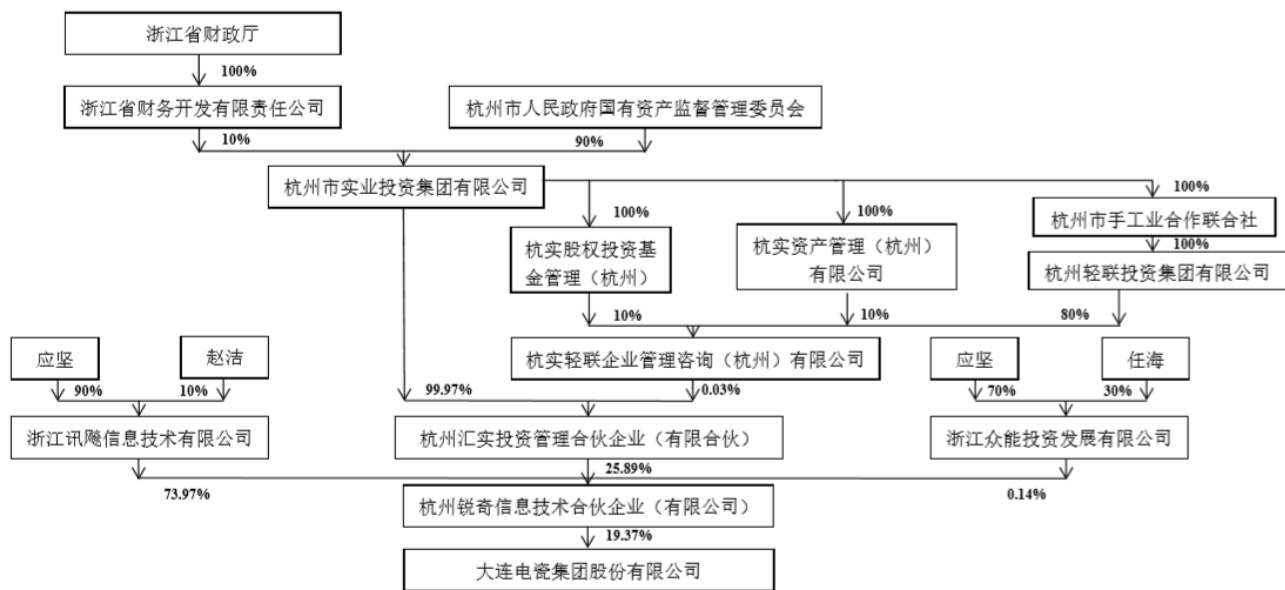 浙江省财政厅
100%
浙江省财务开发有限责任公司
杭州市人民政府国有资产监督管理委员会
10%
90%
杭州市实业投资集团有限公司
100%
100%
100%
杭州市手工业合作联合社
杭实股权投资基
金管理（杭州）
杭实资产管理（杭州）
有限公司
100%
杭州轻联投资集团有限公司
10%
10%
80%
应坚
赵洁
杭实轻联企业管理咨询（杭州）有限公司
应坚
任海
90%
10%
99.97%
0.03%
70%
30%
浙江讯飚信息技术有限公司
杭州汇实投资管理合伙企业（有限合伙）
浙江众能投资发展有限公司
25.89%
73.97%
0.14%
杭州锐奇信息技术合伙企业（有限公司）
19.37%
大连电瓷集团股份有限公司